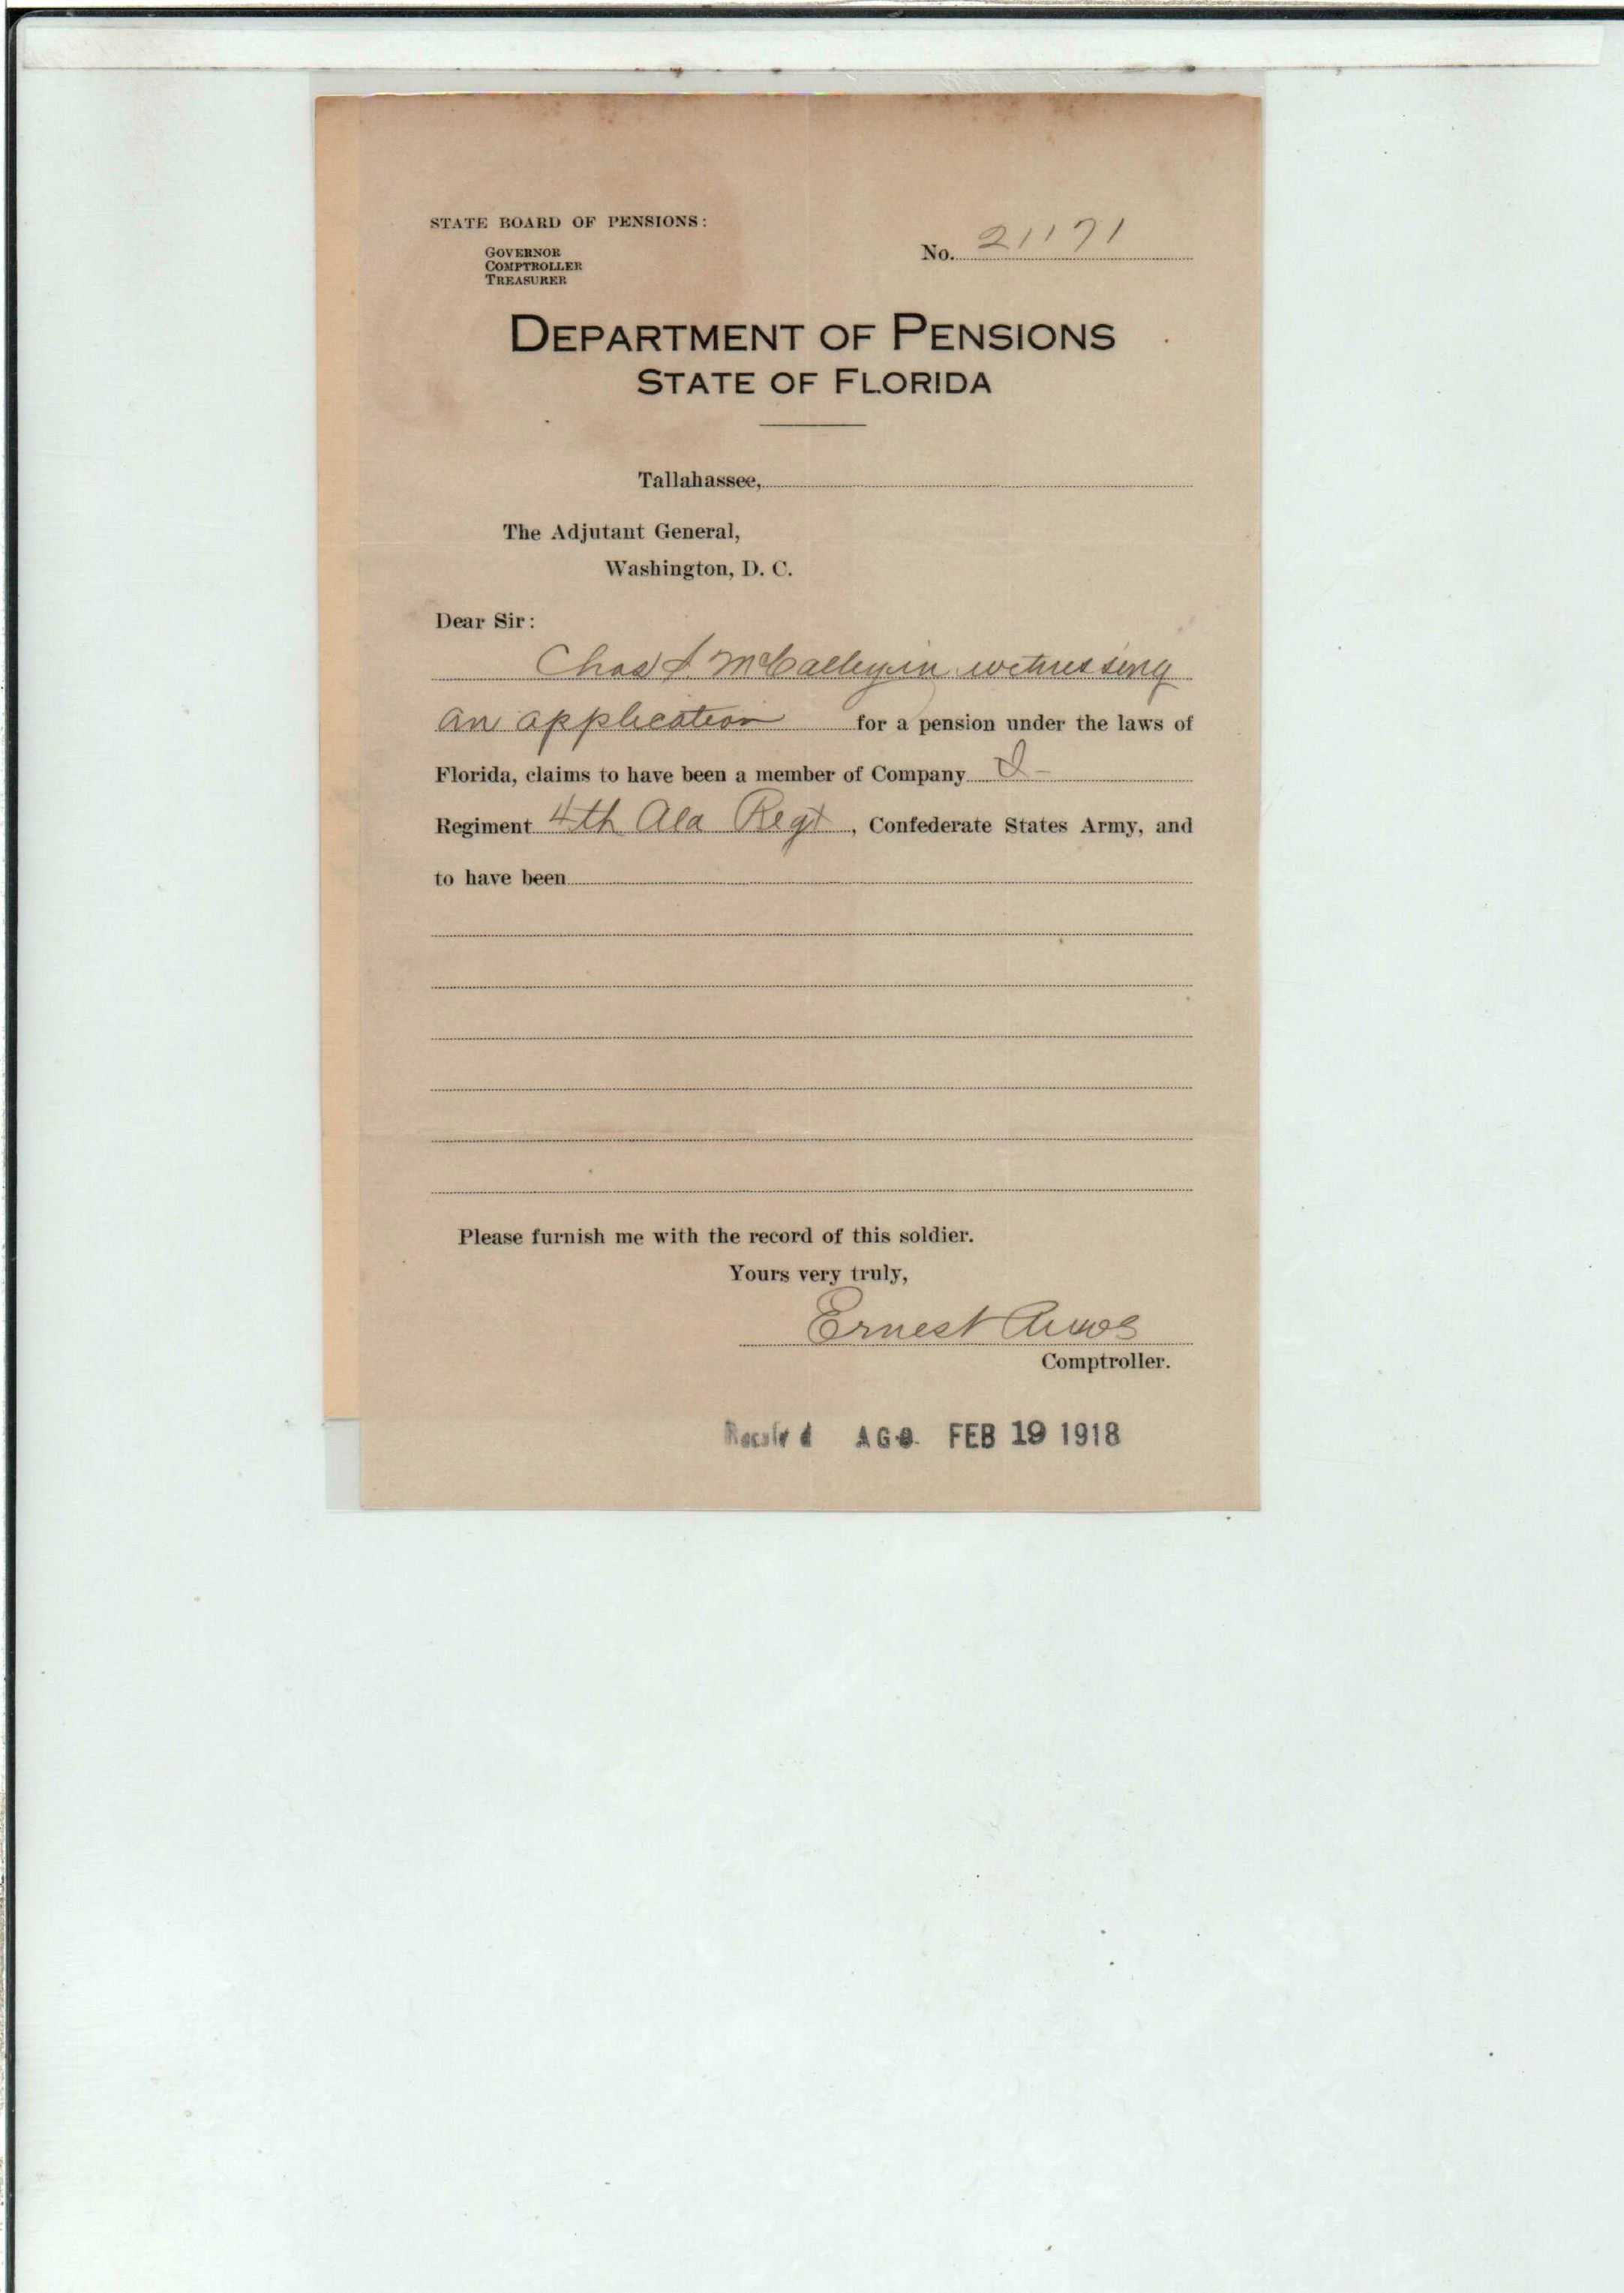 STATE BOARD OF PENSIONS:
GOVERNOR
COMPTROLLER
TREASURER
No. 21171
DEPARTMENT OF PENSIONS
STATE OF FLORIDA
Tallahassee,
The Adjutant General,
Washington, D. C.
Dear Sir:
Chas McCalley in witnessing
an application for a pension under the laws of
Florida, claims to have been a member of Company I
Regiment 4th Ala Regt, Confederate States Army, and
to have been
Please furnish me with the record of this soldier.
Yours very truly,
Ernest Amos
Comptroller.
Receiv d A G O FEB 19 1918